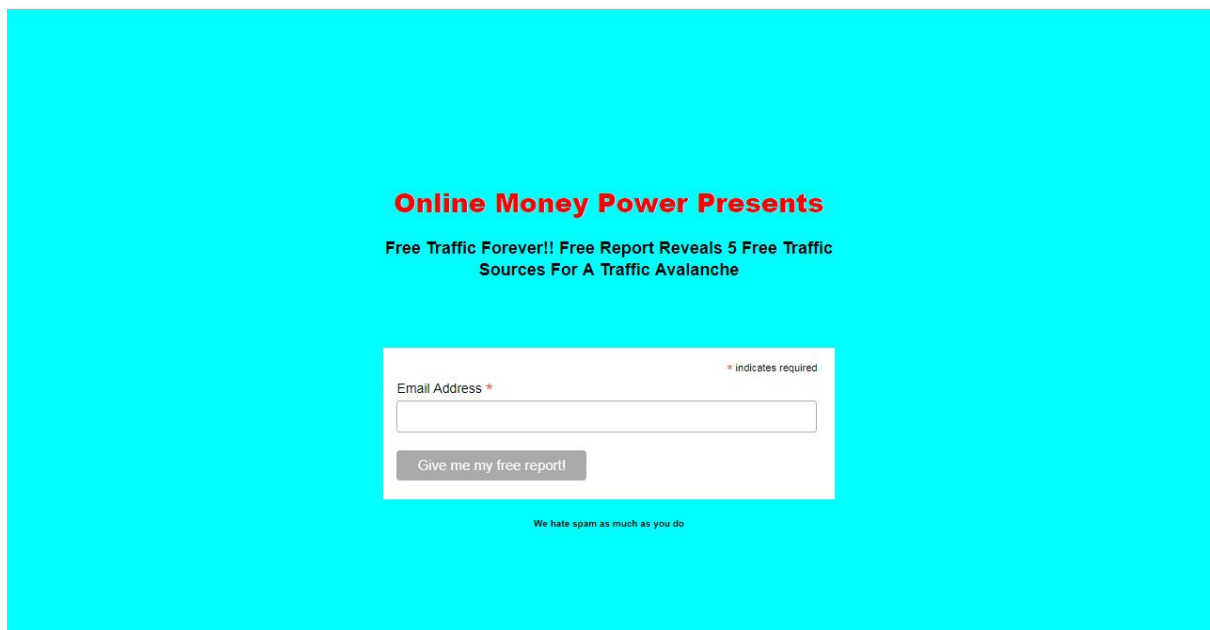 Online Money Power Presents
Free Traffic Forever!! Free Report Reveals 5 Free Traffic
Sources For A Traffic Avalanche
* indicates required
Email Address *
Give me my free report!
We hate spam as much as you do